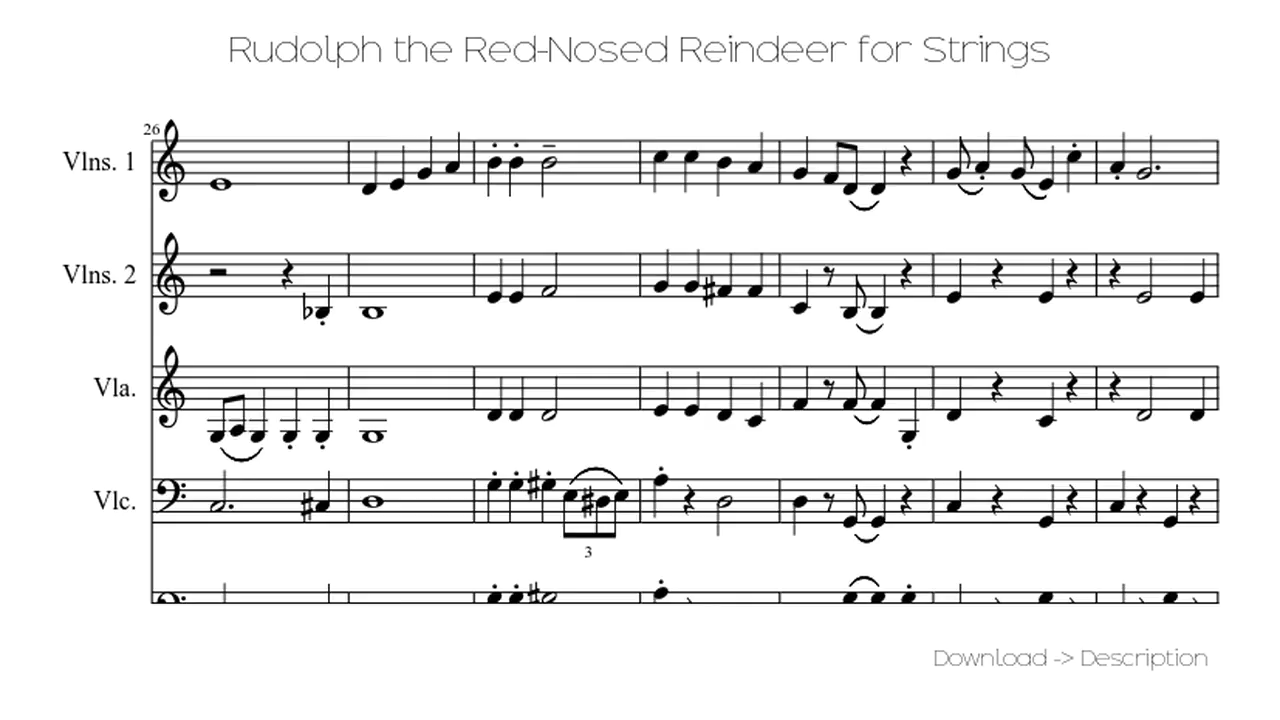 Rudolph the Red-Nosed Reindeer for Strings
26
Vlns. 1
Vlns. 2
Vla.
Vlc.
3
Download -> Description